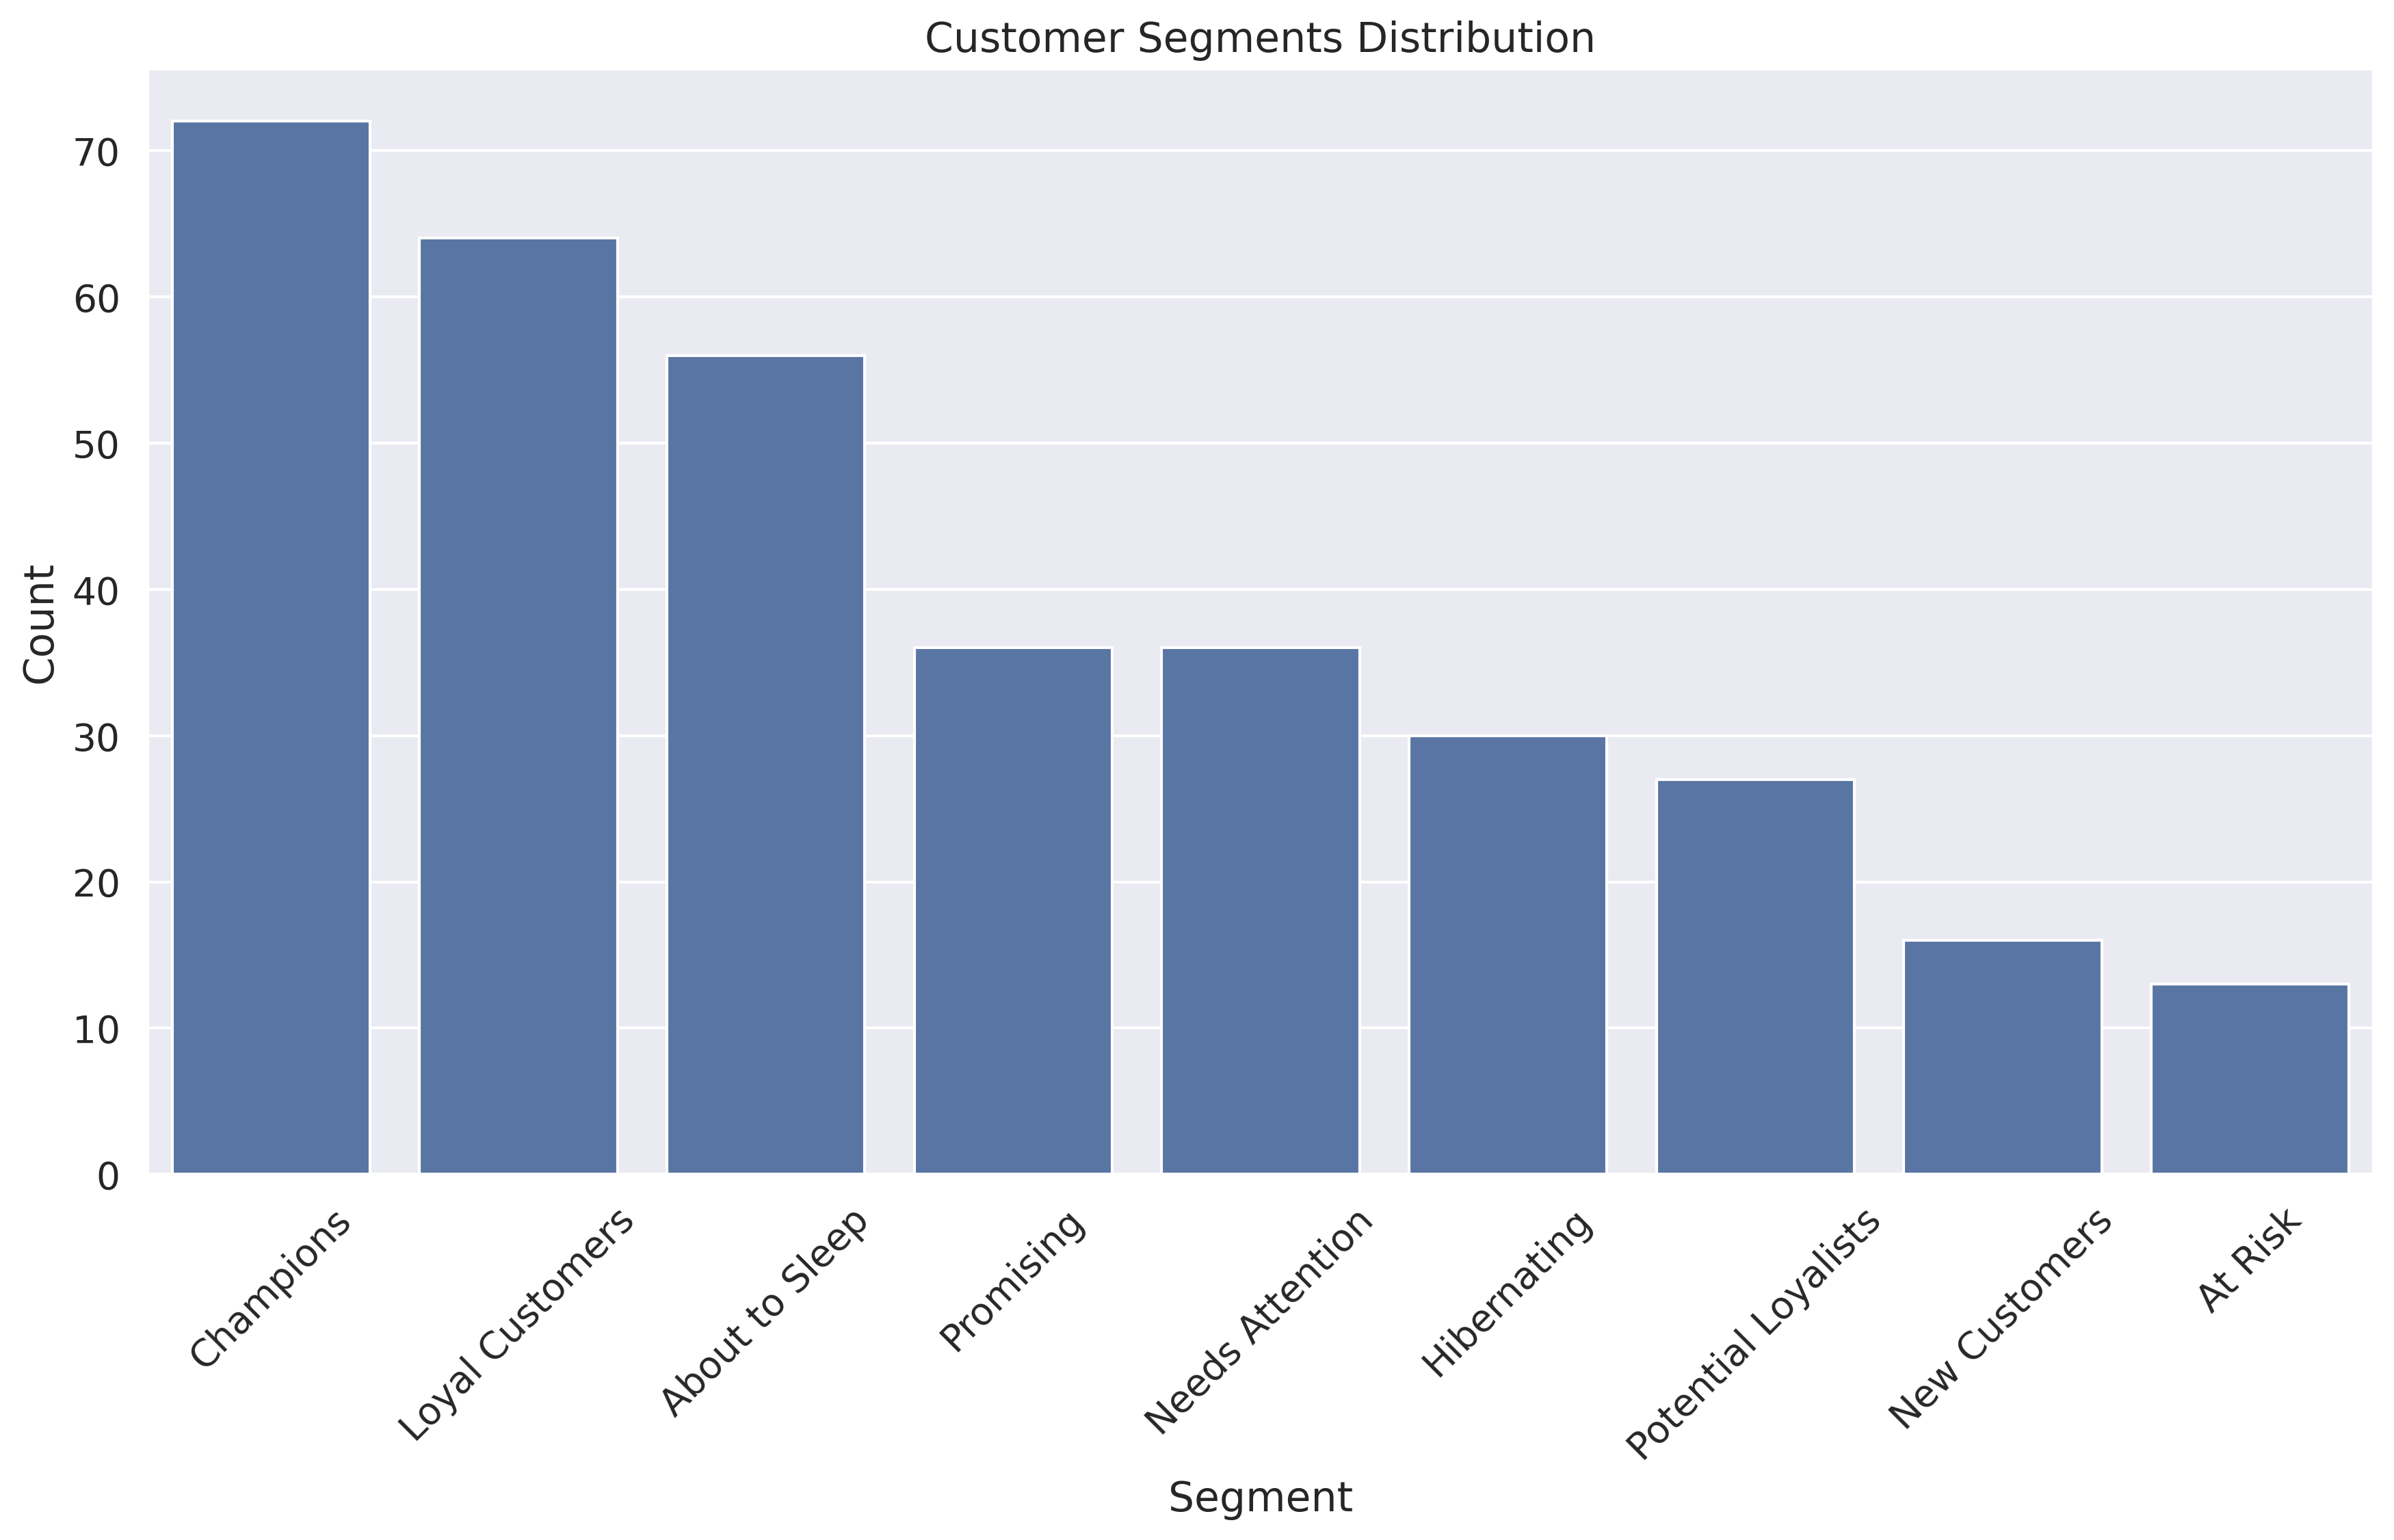 Customer Segments Distribution
Count
70
60
50
40
30
20
10
0
Champions
Loyal Customers
About to Sleep
Promising
Needs Attention
Hibernating
Potential Loyalists
New Customers
At Risk
Segment